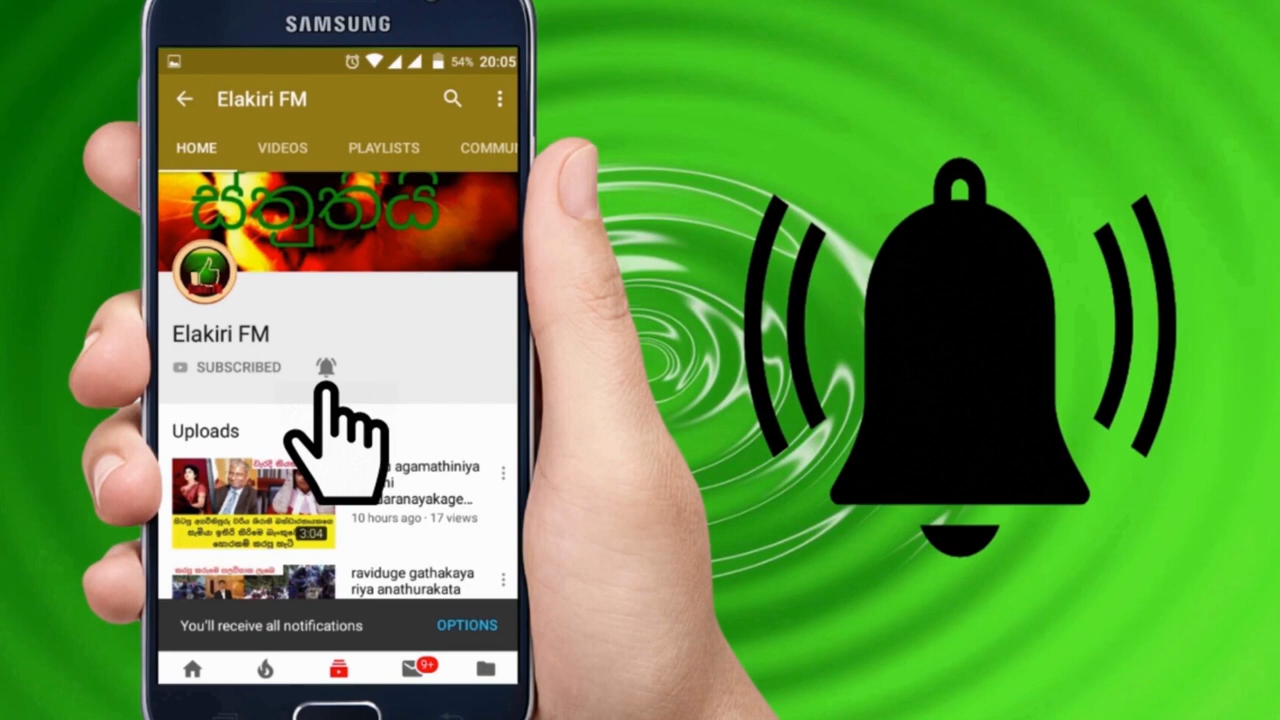 SAMSUNG
54% 20:05
Elakiri FM
HOME VIDEOS PLAYLISTS COMMU
ස්තුතියි
Elakiri FM
SUBSCRIBED
Uploads
agamathiniya
10 hours ago · 17 views
3:04
raviduge gathakaya
riya anathurakata
You'll receive all notifications OPTIONS
9+